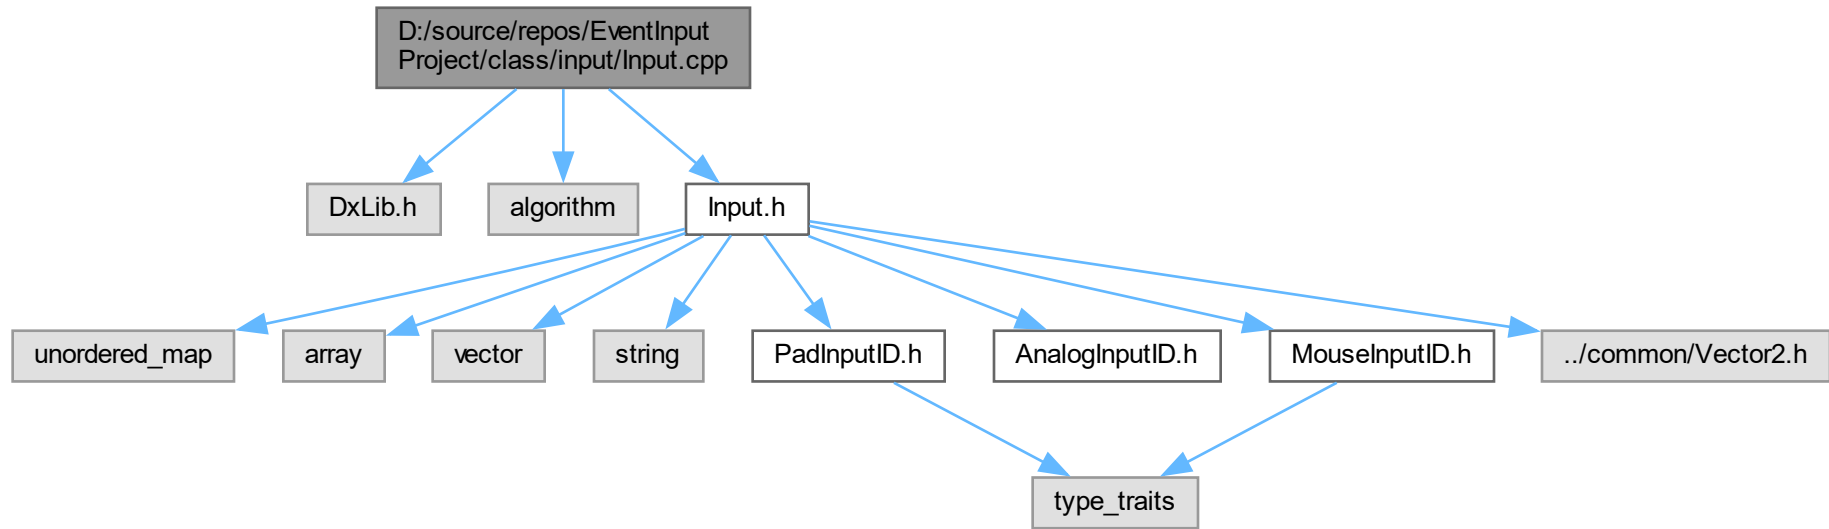 D:/source/repos/EventInput
Project/class/input/Input.cpp
DxLib.h
algorithm
Input.h
unordered_map
array
vector
string
PadInputID.h
AnalogInputID.h
MouseInputID.h
../common/Vector2.h
type_traits